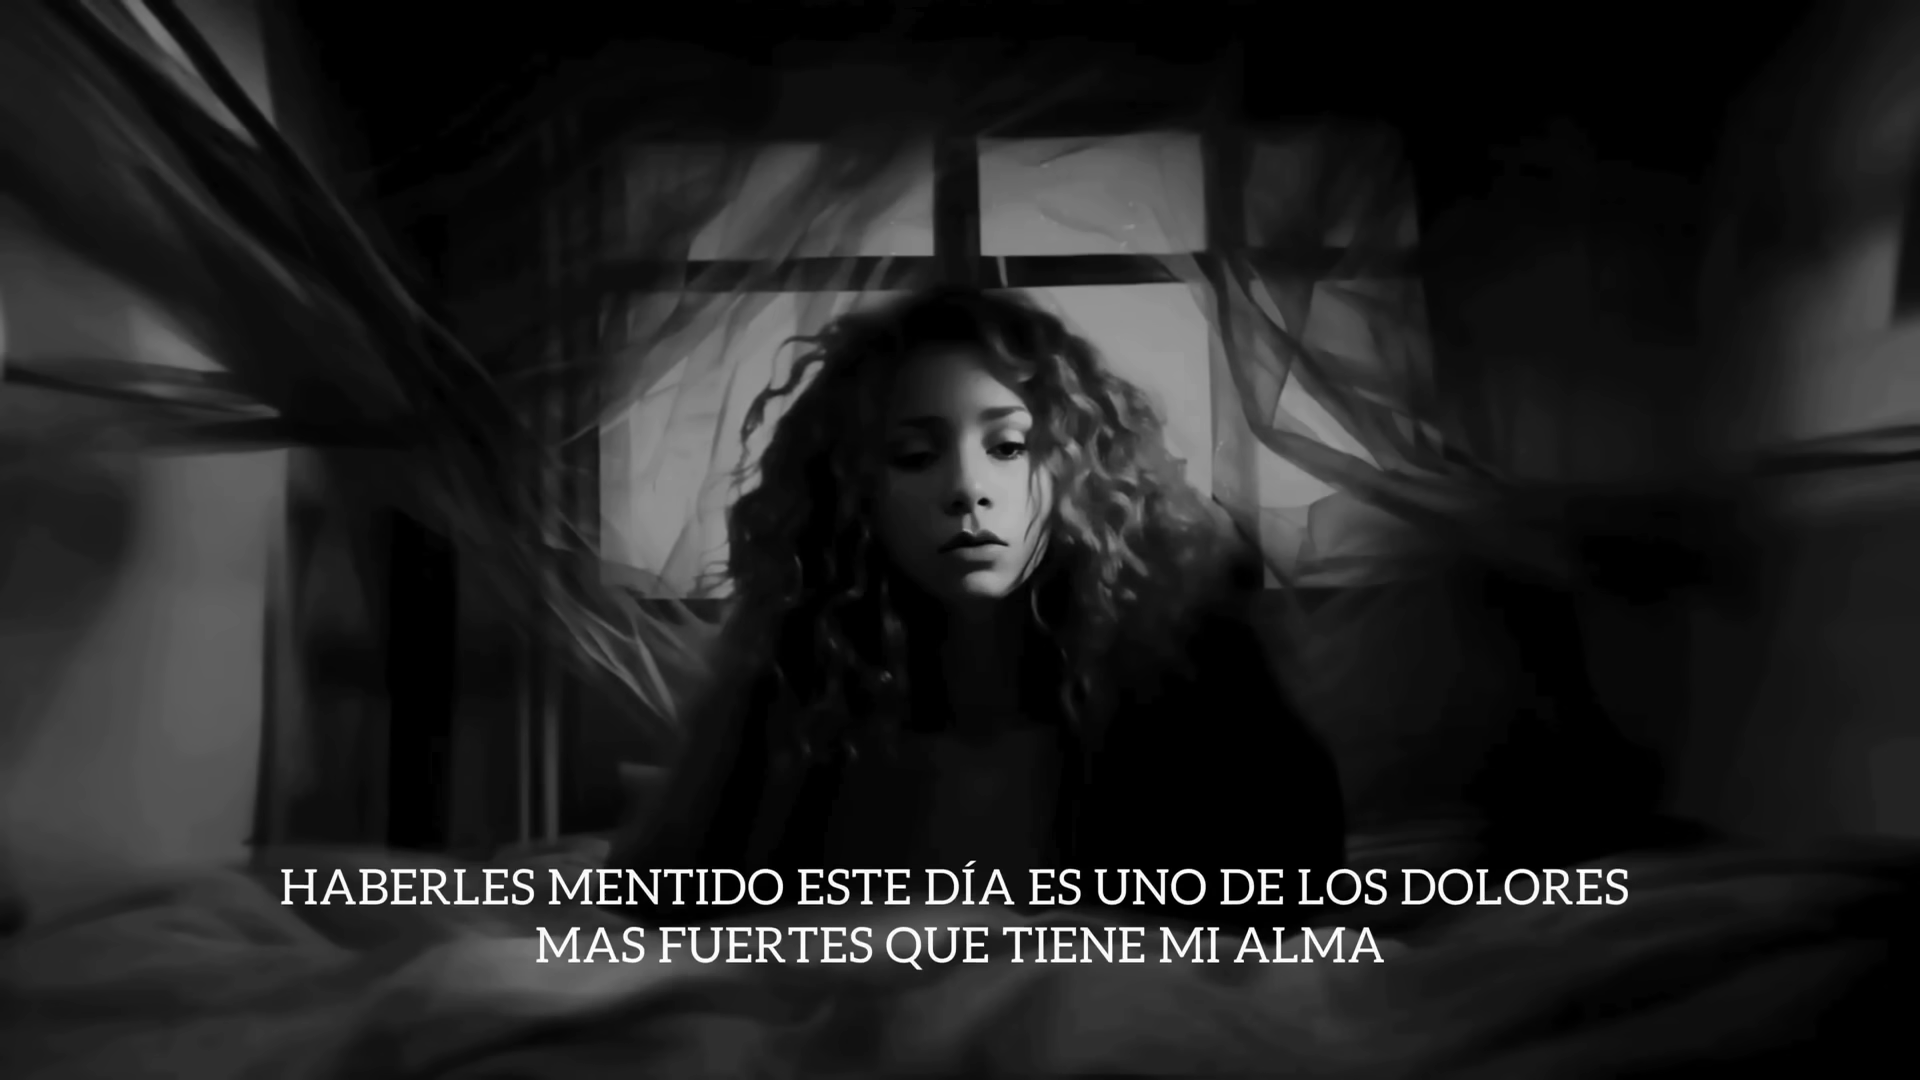 HABERLES MENTIDO ESTE DÍA ES UNO DE LOS DOLORES
MAS FUERTES QUE TIENE MI ALMA